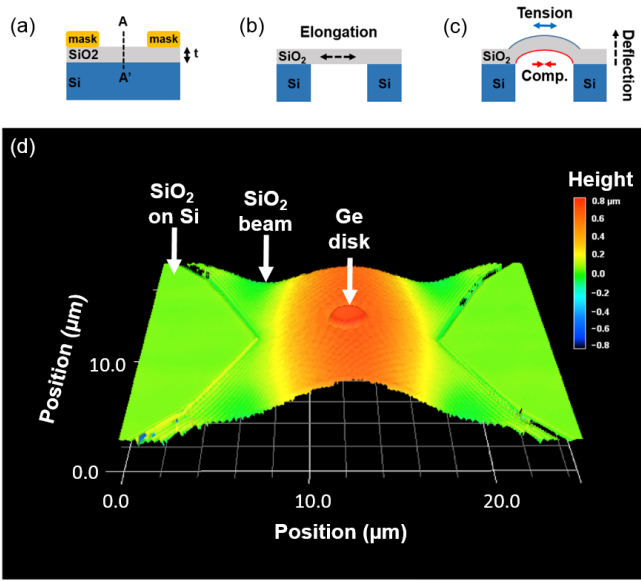 (a)
A
mask
mask
SiO2
t
A'
Si
(b)
Elongation
SiO₂
Si
Si
(c)
Tension
SiO₂
Comp.
Si
Si
Deflection
(d)
SiO₂
on Si
SiO₂
beam
Ge
disk
Height
0.8 µm
0.6
0.4
0.2
0.0
−0.2
−0.4
−0.6
−0.8
Position (µm)
10.0
0.0
0.0
10.0
20.0
Position (µm)